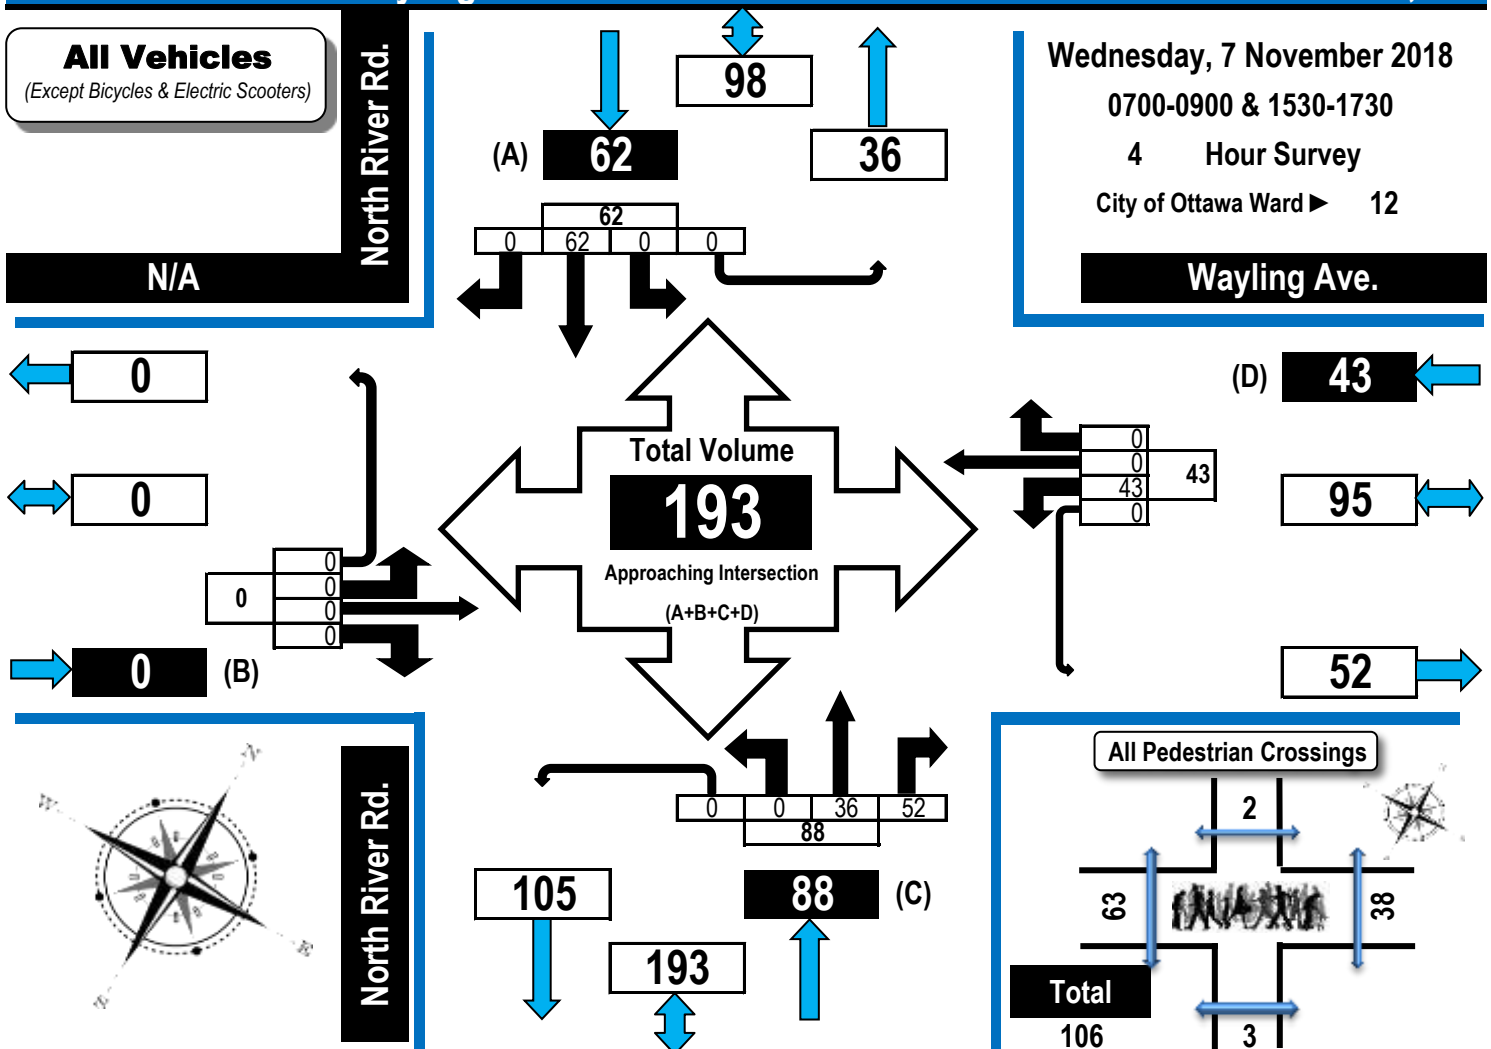 All Vehicles
(Except Bicycles & Electric Scooters)
North River Rd.
N/A
98
(A) 62
36
62
0 62 0 0
Wednesday, 7 November 2018
0700-0900 & 1530-1730
4 Hour Survey
City of Ottawa Ward ► 12
Wayling Ave.
0
0
0
0
0
0
0
0 (B)
Total Volume
193
Approaching Intersection
(A+B+C+D)
(D) 43
0
0
43
0
43
95
52
0 0 36 52
88
105
88 (C)
193
North River Rd.
N
W
E
S
All Pedestrian Crossings
2
63
38
Total
106
3